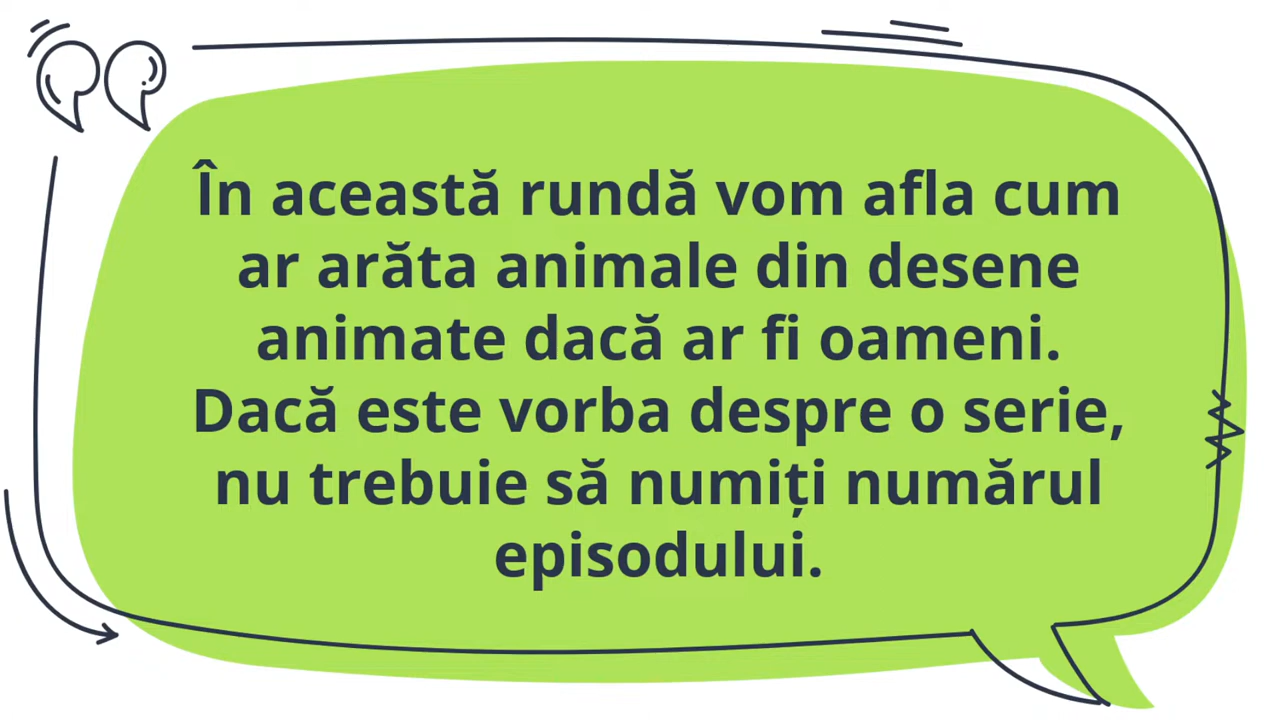 În această rundă vom afla cum
ar arăta animale din desene
animate dacă ar fi oameni.
Dacă este vorba despre o serie,
nu trebuie să numiți numărul
episodului.